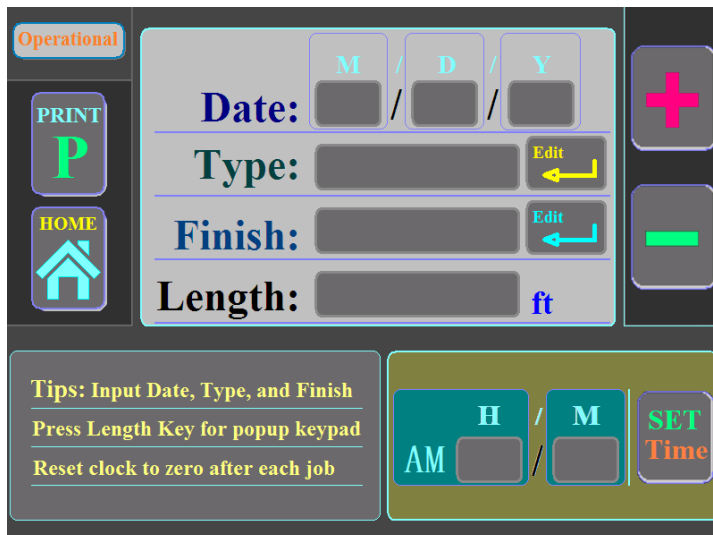 Operational
M / D / Y
PRINT
P
Date: / /
Type:
Edit
HOME
Finish:
Edit
Length:
ft
Tips: Input Date, Type, and Finish
Press Length Key for popup keypad
Reset clock to zero after each job
H / M
AM /
SET
Time